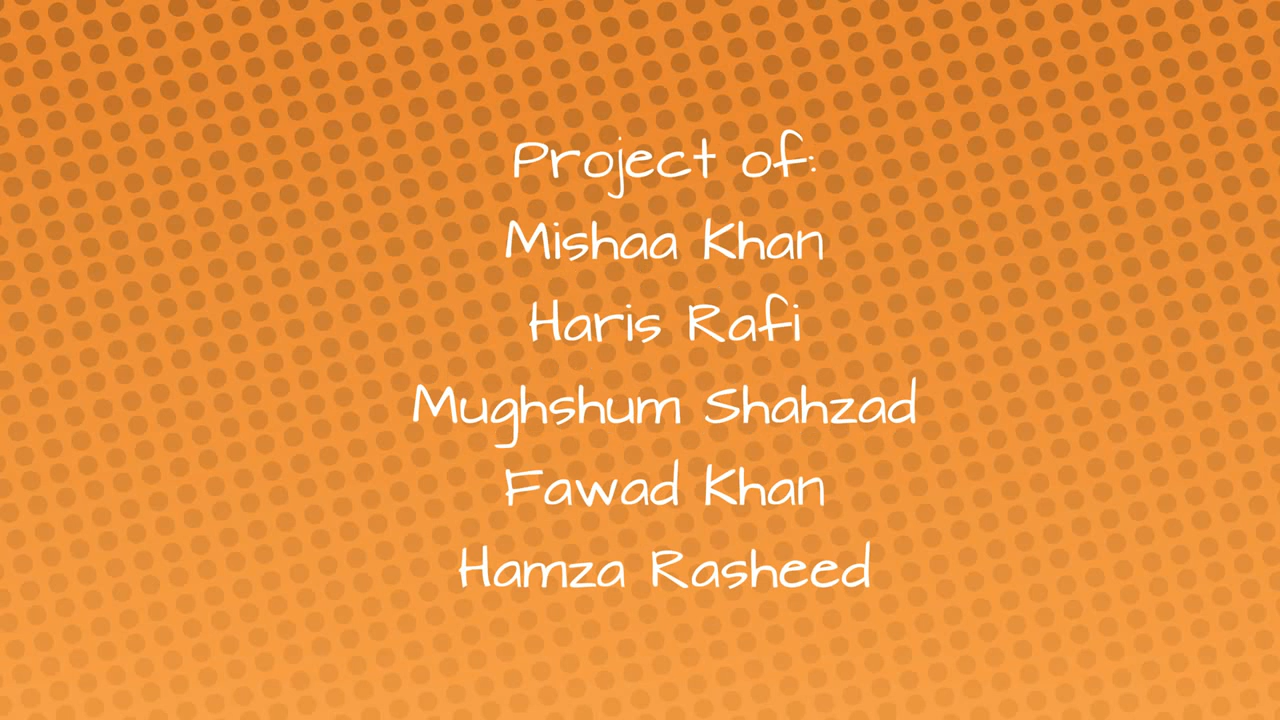 Project of:
Mishaa Khan
Haris Rafi
Mughshum Shahzad
Fawad Khan
Hamza Rasheed